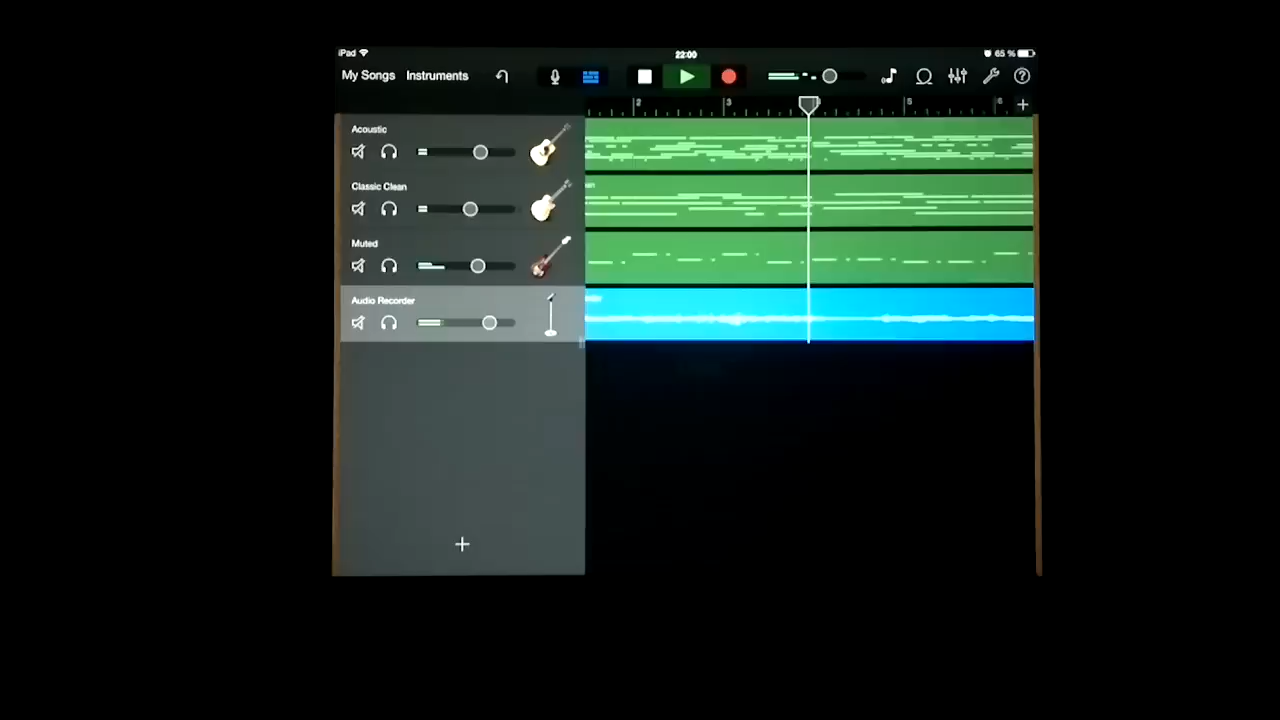 iPad
22:00
65 %
My Songs Instruments
2 3 5 6
Acoustic
Classic Clean
Muted
Audio Recorder